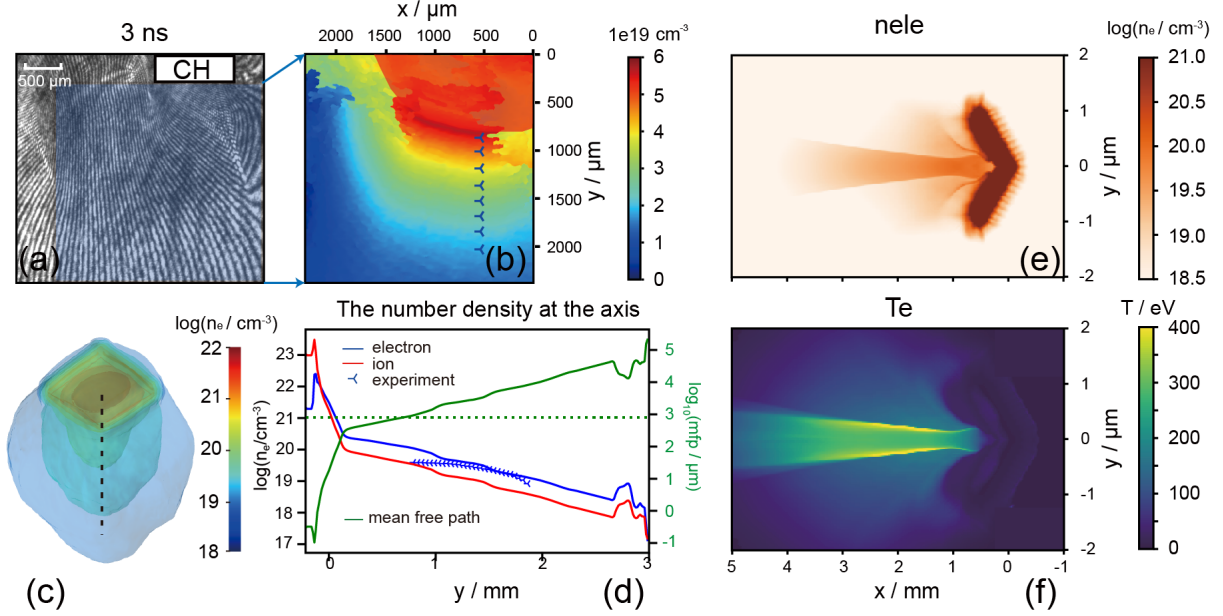 3 ns
500 µm
CH
(a)
x / µm
2000 1500 1000 500 0
0
500
1000
1500
2000
y / µm
(b)
1e19 cm⁻³
6
5
4
3
2
1
0
nele
log(nₑ / cm⁻³)
2
1
0
-1
-2
y / µm
(e)
21.0
20.5
20.0
19.5
19.0
18.5
log(nₑ / cm⁻³)
22
21
20
19
18
(c)
The number density at the axis
electron
ion
experiment
mean free path
23
22
21
20
19
18
17
log(nₑ/cm⁻³)
5
4
3
2
1
0
-1
log₁₀(mfp / µm)
0 1 2 3
y / mm
(d)
Te
T / eV
2
1
0
-1
-2
y / µm
400
300
200
100
0
5 4 3 2 1 0 -1
x / mm
(f)